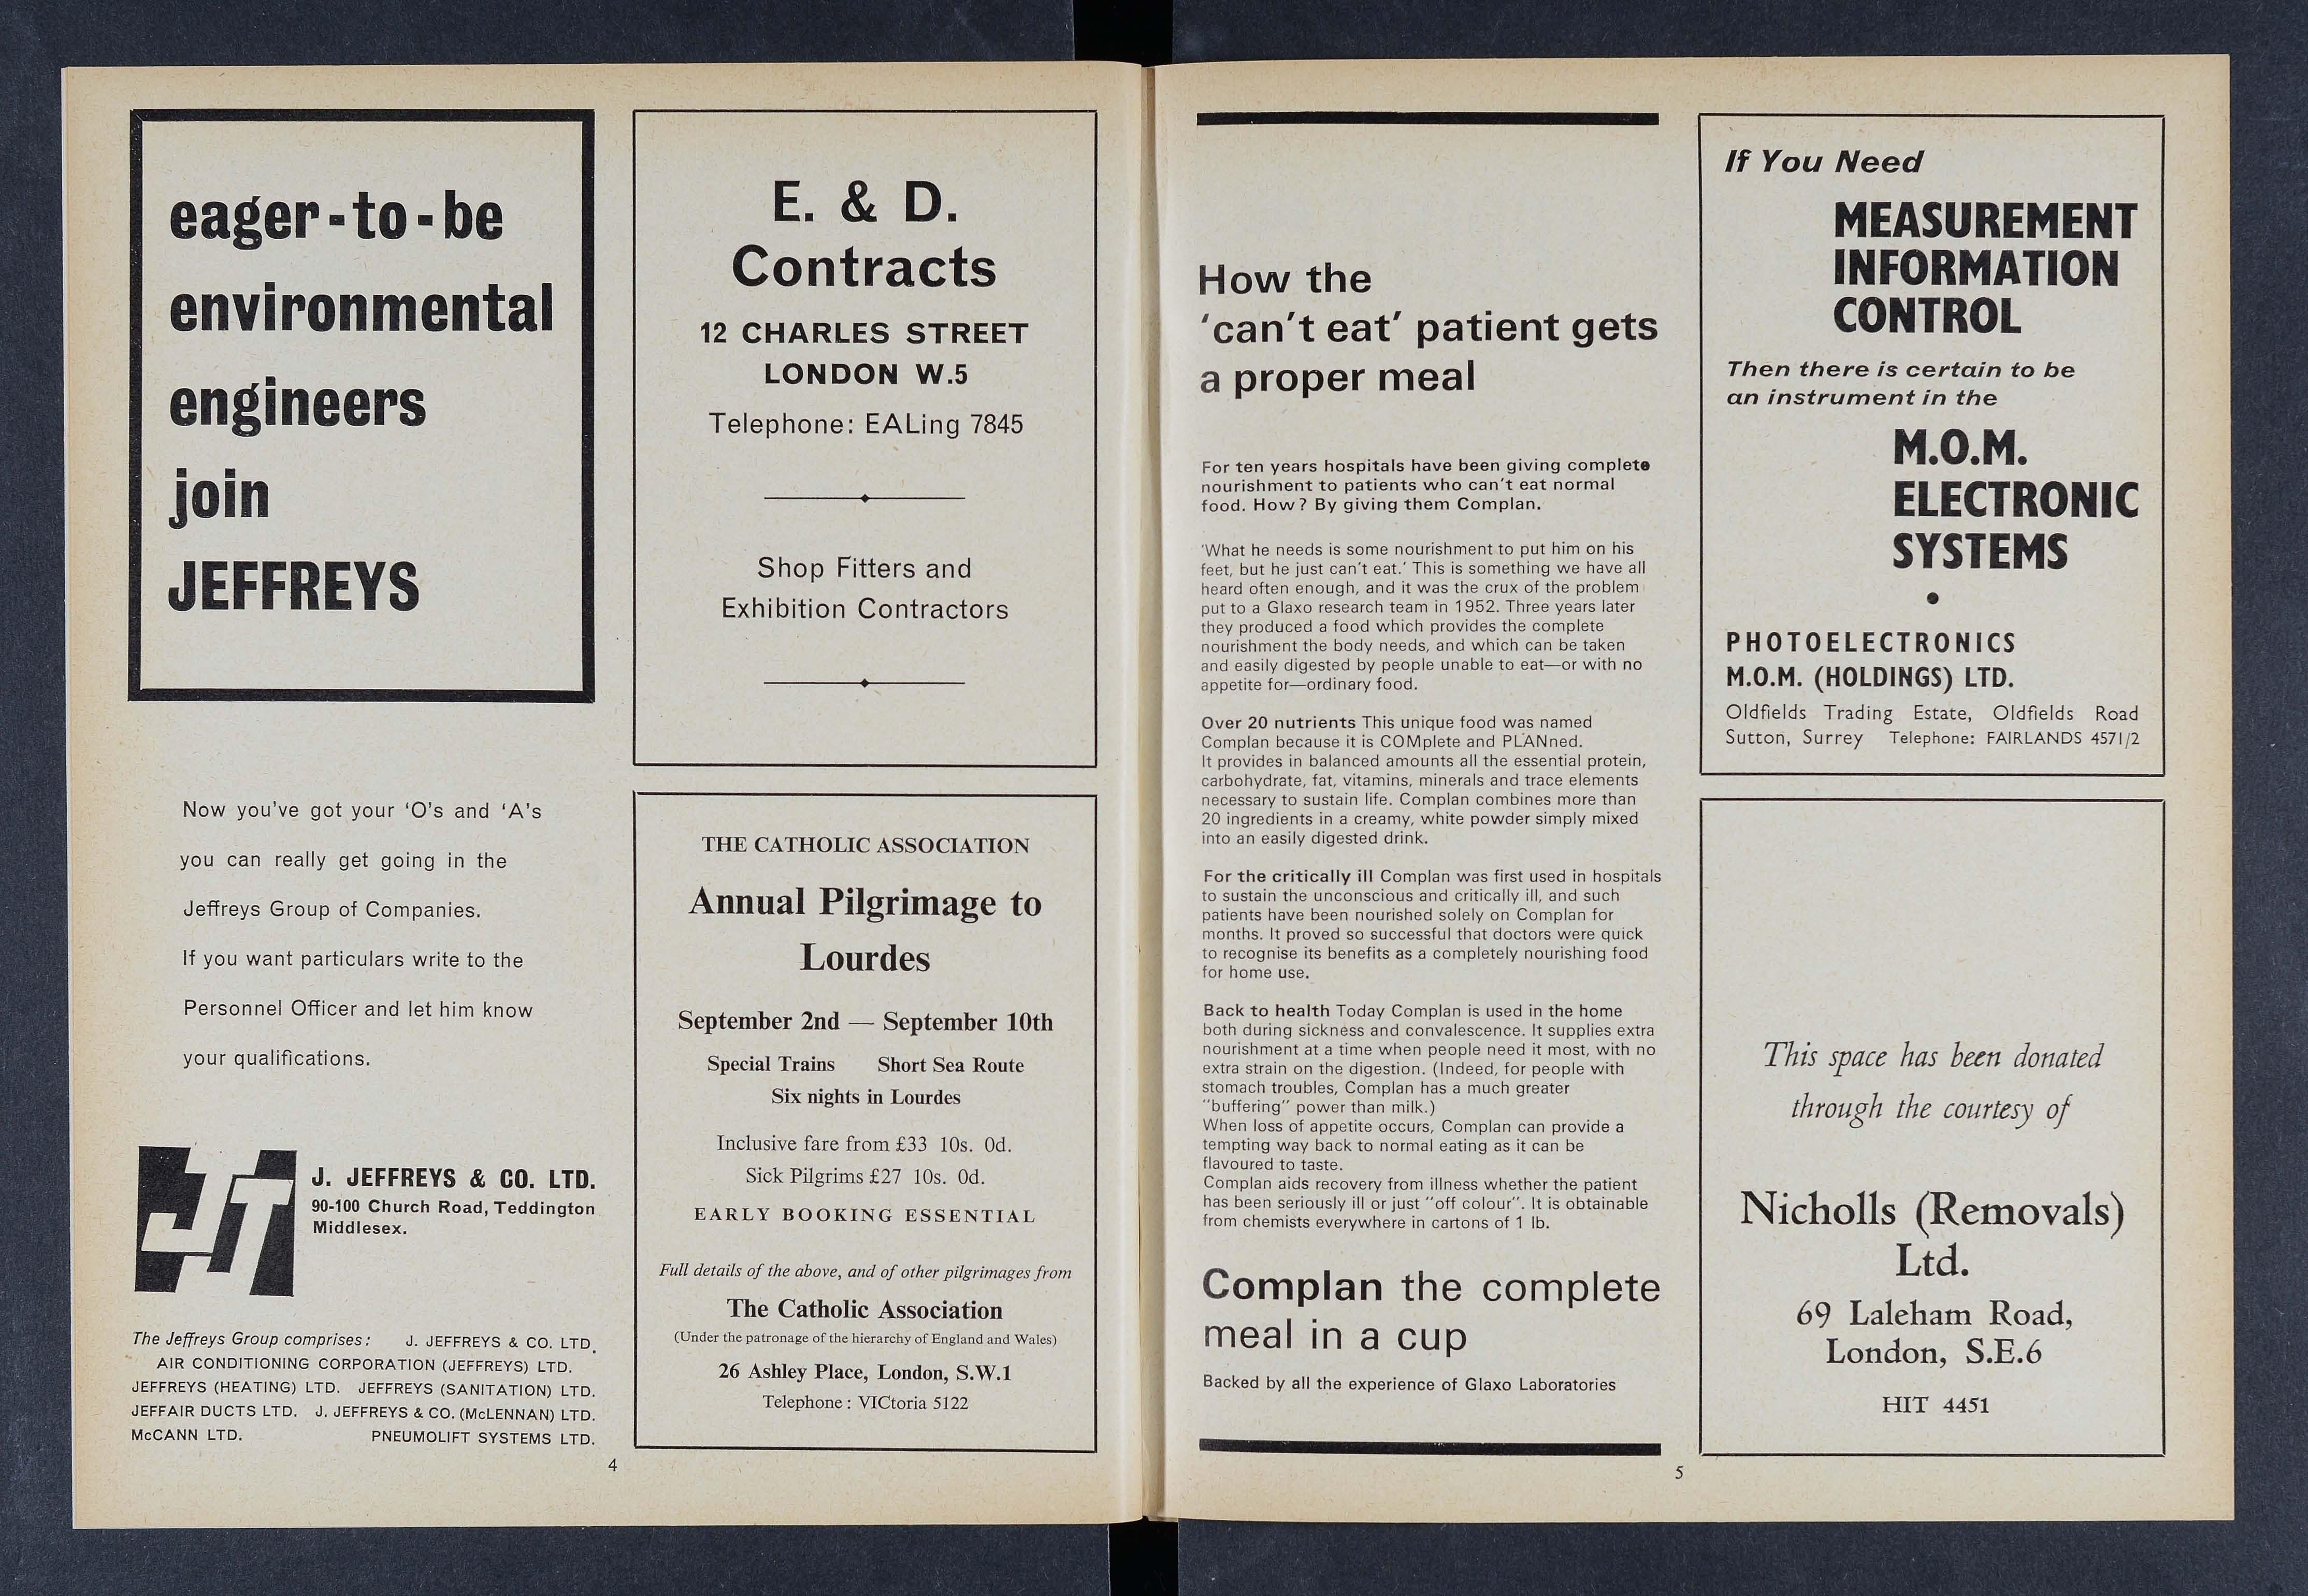 eager-to-be
environmental
engineers
join
JEFFREYS
Now you've got your 'O's and 'A's
you can really get going in the
Jeffreys Group of Companies.
If you want particulars write to the
Personnel Officer and let him know
your qualifications.
JT
J. JEFFREYS & CO. LTD.
90-100 Church Road, Teddington
Middlesex.
The Jeffreys Group comprises: J. JEFFREYS & CO. LTD.
AIR CONDITIONING CORPORATION (JEFFREYS) LTD.
JEFFREYS (HEATING) LTD. JEFFREYS (SANITATION) LTD.
JEFFAIR DUCTS LTD. J. JEFFREYS & CO. (McLENNAN) LTD.
McCANN LTD. PNEUMOLIFT SYSTEMS LTD.
E. & D.
Contracts
12 CHARLES STREET
LONDON W.5
Telephone: EALing 7845
Shop Fitters and
Exhibition Contractors
THE CATHOLIC ASSOCIATION
Annual Pilgrimage to
Lourdes
September 2nd — September 10th
Special Trains Short Sea Route
Six nights in Lourdes
Inclusive fare from £33 10s. 0d.
Sick Pilgrims £27 10s. 0d.
EARLY BOOKING ESSENTIAL
Full details of the above, and of other pilgrimages from
The Catholic Association
(Under the patronage of the hierarchy of England and Wales)
26 Ashley Place, London, S.W.1
Telephone: VICtoria 5122
4
How the
'can't eat' patient gets
a proper meal
For ten years hospitals have been giving complete
nourishment to patients who can't eat normal
food. How? By giving them Complan.
'What he needs is some nourishment to put him on his
feet, but he just can't eat.' This is something we have all
heard often enough, and it was the crux of the problem
put to a Glaxo research team in 1952. Three years later
they produced a food which provides the complete
nourishment the body needs, and which can be taken
and easily digested by people unable to eat—or with no
appetite for—ordinary food.
Over 20 nutrients This unique food was named
Complan because it is COMplete and PLANned.
It provides in balanced amounts all the essential protein,
carbohydrate, fat, vitamins, minerals and trace elements
necessary to sustain life. Complan combines more than
20 ingredients in a creamy, white powder simply mixed
into an easily digested drink.
For the critically ill Complan was first used in hospitals
to sustain the unconscious and critically ill, and such
patients have been nourished solely on Complan for
months. It proved so successful that doctors were quick
to recognise its benefits as a completely nourishing food
for home use.
Back to health Today Complan is used in the home
both during sickness and convalescence. It supplies extra
nourishment at a time when people need it most, with no
extra strain on the digestion. (Indeed, for people with
stomach troubles, Complan has a much greater
"buffering" power than milk.)
When loss of appetite occurs, Complan can provide a
tempting way back to normal eating as it can be
flavoured to taste.
Complan aids recovery from illness whether the patient
has been seriously ill or just "off colour". It is obtainable
from chemists everywhere in cartons of 1 lb.
Complan the complete
meal in a cup
Backed by all the experience of Glaxo Laboratories
If You Need
MEASUREMENT
INFORMATION
CONTROL
Then there is certain to be
an instrument in the
M.O.M.
ELECTRONIC
SYSTEMS
PHOTOELECTRONICS
M.O.M. (HOLDINGS) LTD.
Oldfields Trading Estate, Oldfields Road
Sutton, Surrey Telephone: FAIRLANDS 4571/2
This space has been donated
through the courtesy of
Nicholls (Removals)
Ltd.
69 Laleham Road,
London, S.E.6
HIT 4451
5